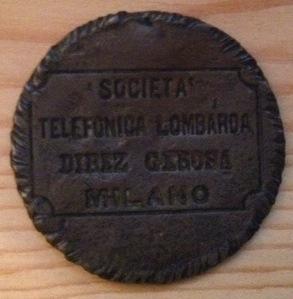 SOCIETA'
TELEFONICA LOMBARDA
DIREZ GEROSA
MILANO